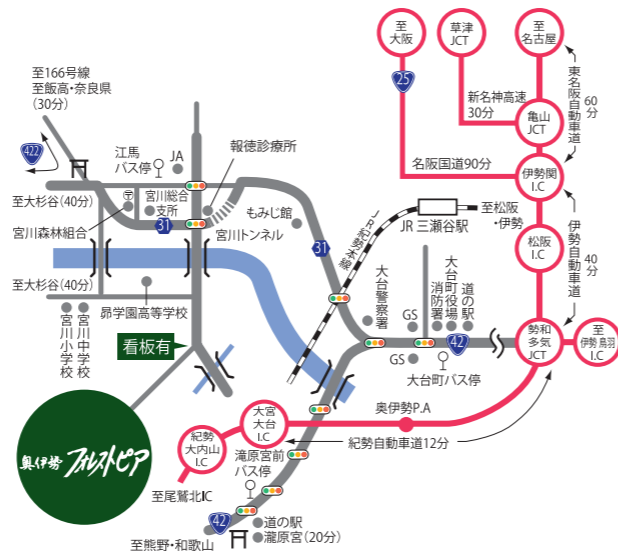 至
大阪
草津
JCT
至
名古屋
25
新名神高速
30分
亀山
JCT
東名阪自動車道
60分
名阪国道90分
伊勢関
I.C
至166号線
至飯高・奈良県
(30分)
422
江馬
バス停
JA
報徳診療所
至大杉谷(40分)
〒
宮川総合
支所
31
宮川森林組合
宮川トンネル
もみじ館
31
JR紀勢本線
JR 三瀬谷駅
至松阪
・伊勢
松阪
I.C
伊勢自動車道
40分
至大杉谷(40分)
昴学園高等学校
宮川小学校
宮川中学校
看板有
大台警察署
GS
GS
消防署
大台町役場
道の駅
42
大台町バス停
勢和
多気
JCT
至
伊勢 鳥羽
I.C
奥伊勢P.A
紀勢自動車道12分
大宮
大台
I.C
紀勢
大内山
I.C
至尾鷲北IC
滝原宮前
バス停
42
道の駅
瀧原宮(20分)
至熊野・和歌山
奥伊勢 フォレストピア